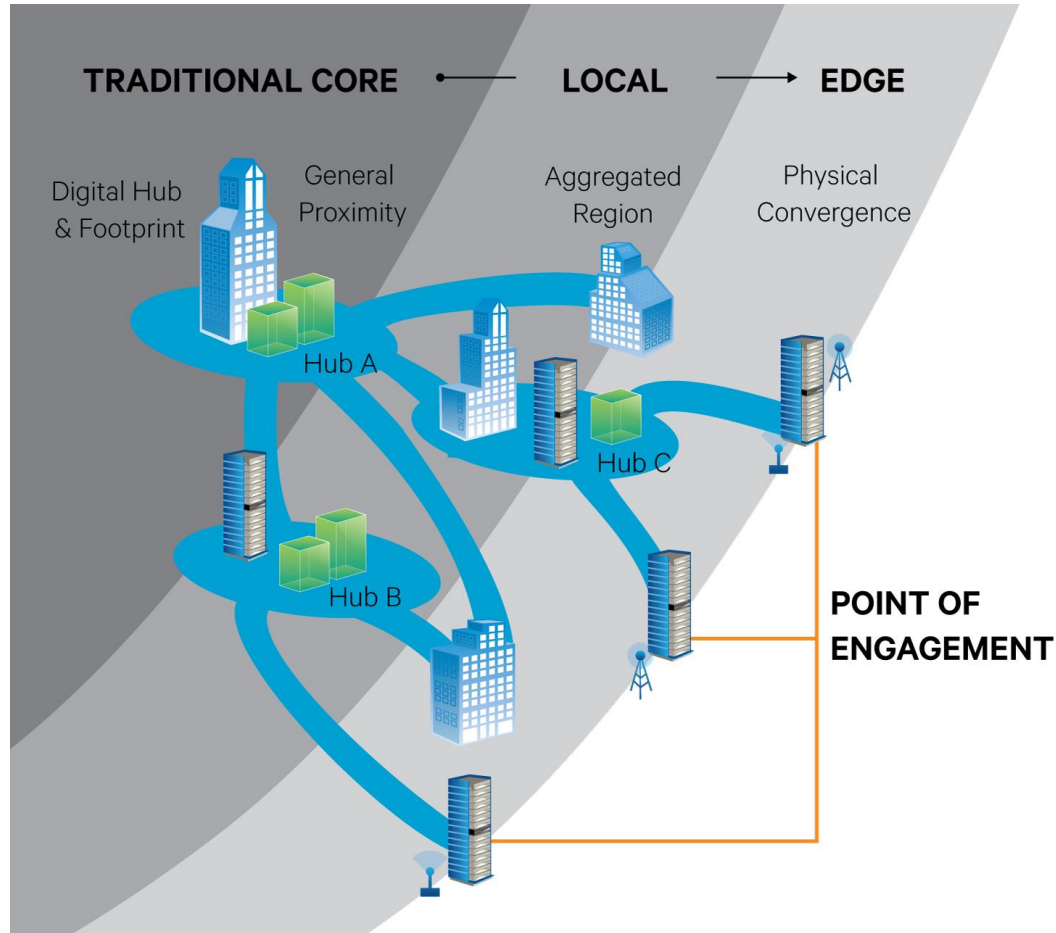 TRADITIONAL CORE
LOCAL
EDGE
Digital Hub
& Footprint
General
Proximity
Aggregated
Region
Physical
Convergence
Hub A
Hub C
Hub B
POINT OF
ENGAGEMENT